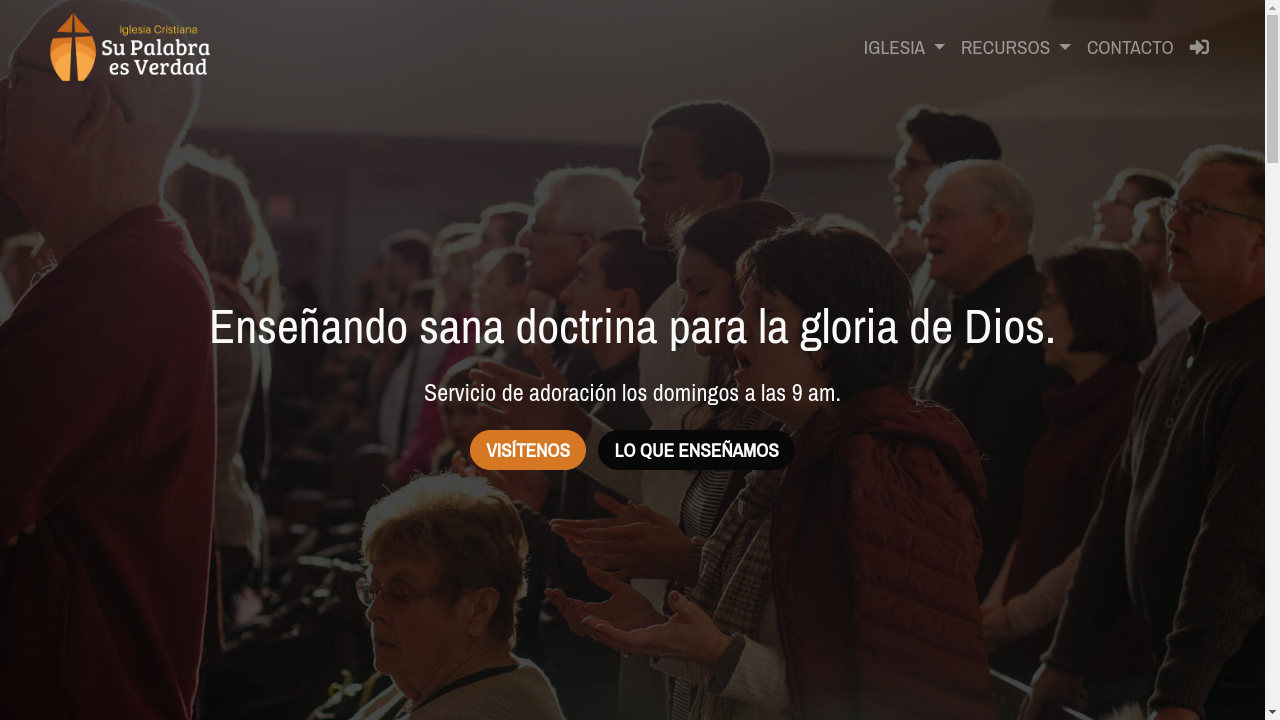 Iglesia Cristiana
Su Palabra
es Verdad
IGLESIA
RECURSOS
CONTACTO
Enseñando sana doctrina para la gloria de Dios.
Servicio de adoración los domingos a las 9 am.
VISÍTENOS
LO QUE ENSEÑAMOS